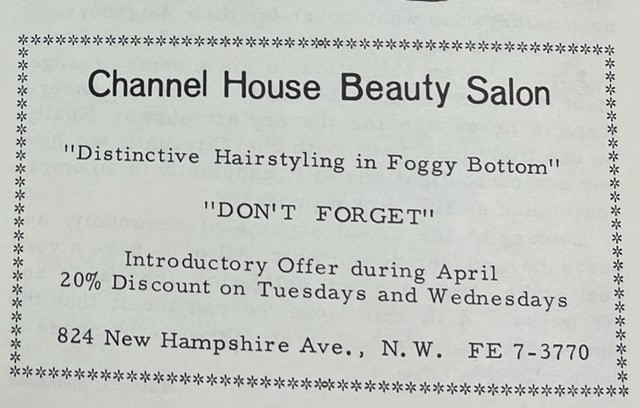 Channel House Beauty Salon
"Distinctive Hairstyling in Foggy Bottom"
"DON'T FORGET"
Introductory Offer during April
20% Discount on Tuesdays and Wednesdays
824 New Hampshire Ave., N.W. FE 7-3770